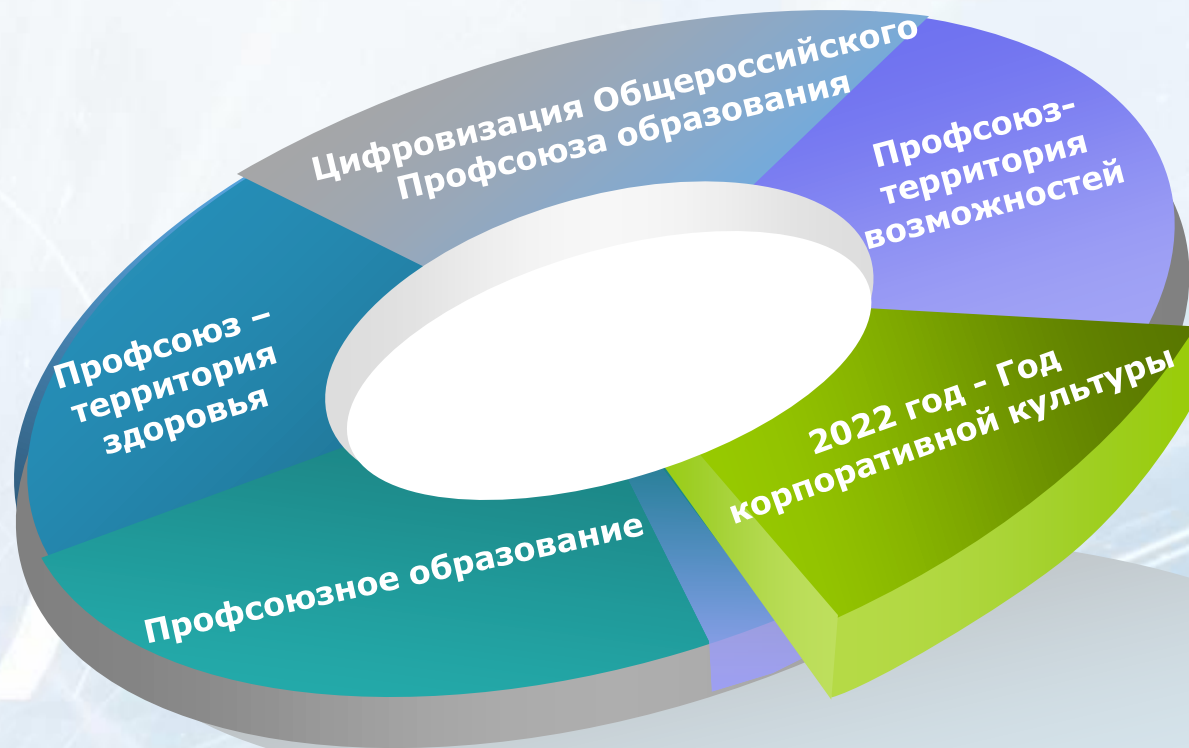 Цифровизация Общероссийского
Профсоюза образования
Профсоюз-
территория
возможностей
Профсоюз –
территория
здоровья
2022 год - Год
корпоративной культуры
Профсоюзное образование